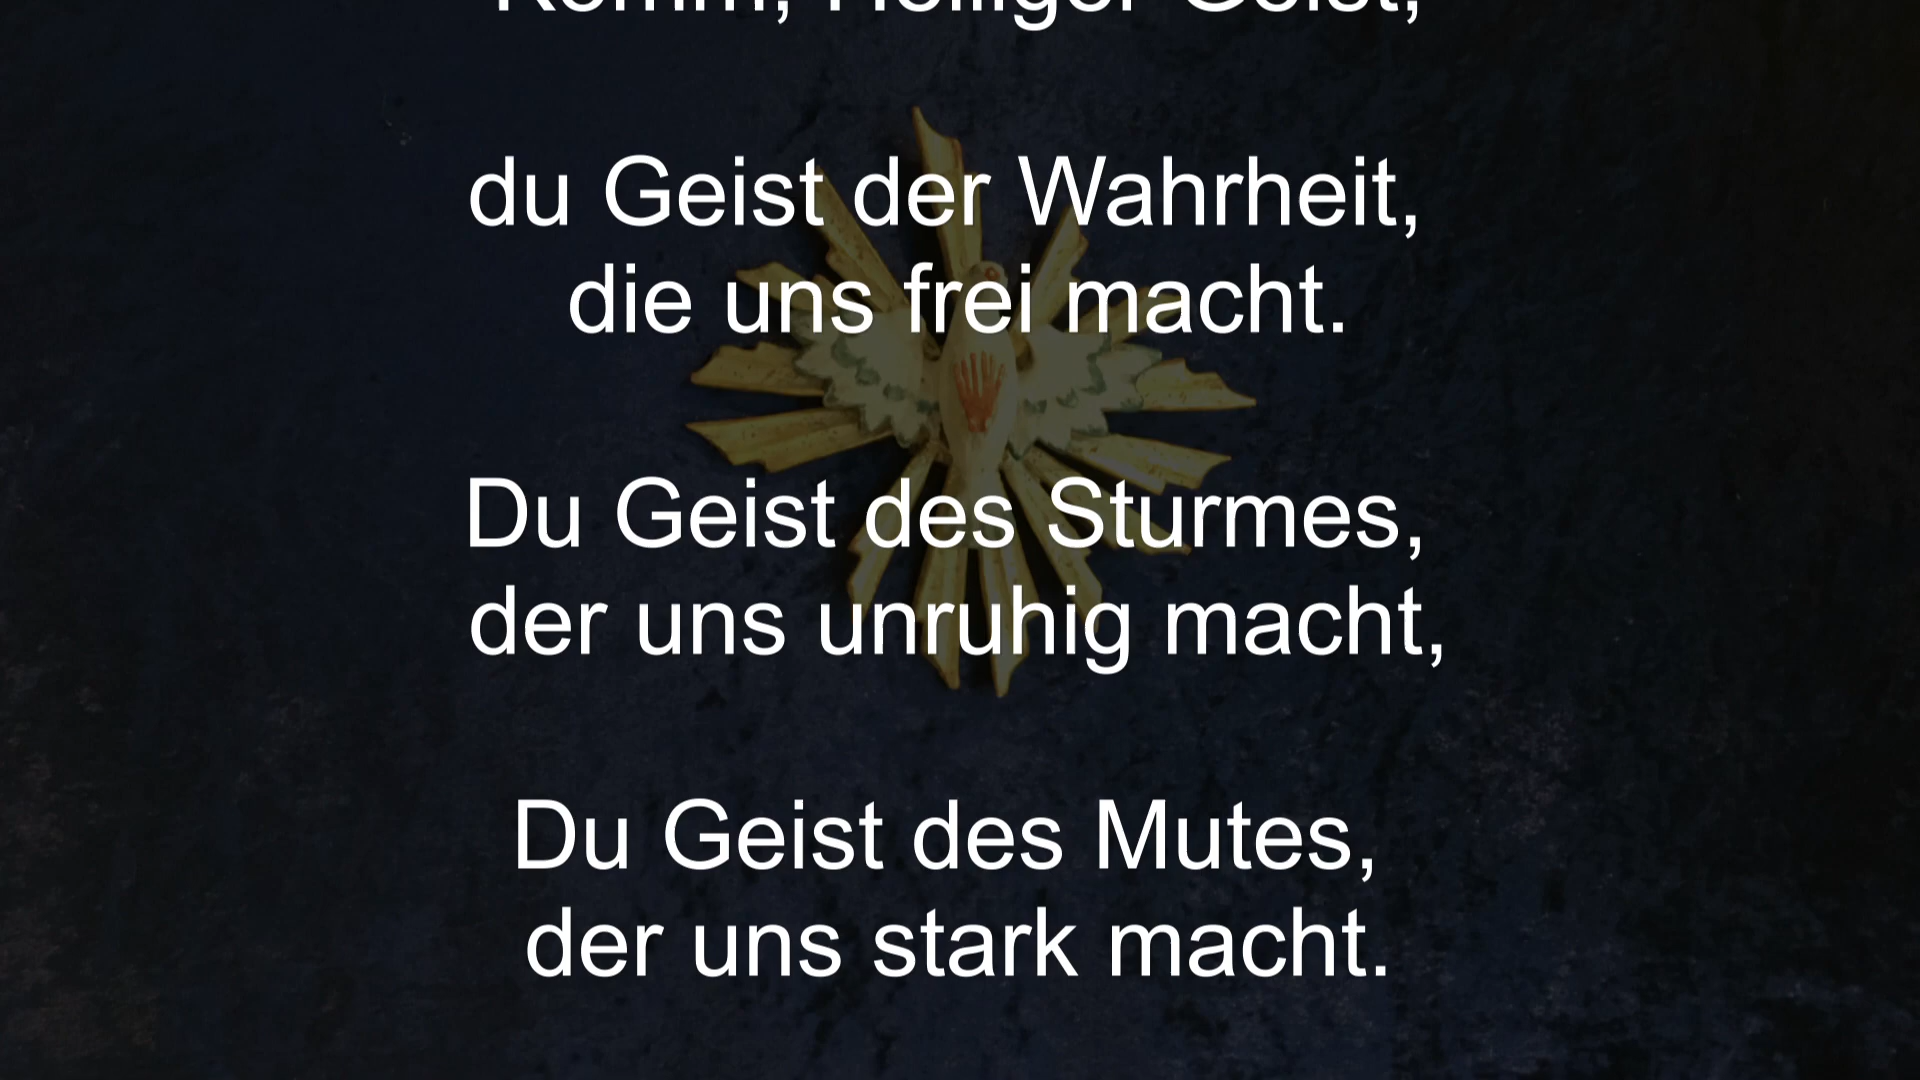 Komm, Heiliger Geist,
du Geist der Wahrheit,
die uns frei macht.
Du Geist des Sturmes,
der uns unruhig macht,
Du Geist des Mutes,
der uns stark macht.